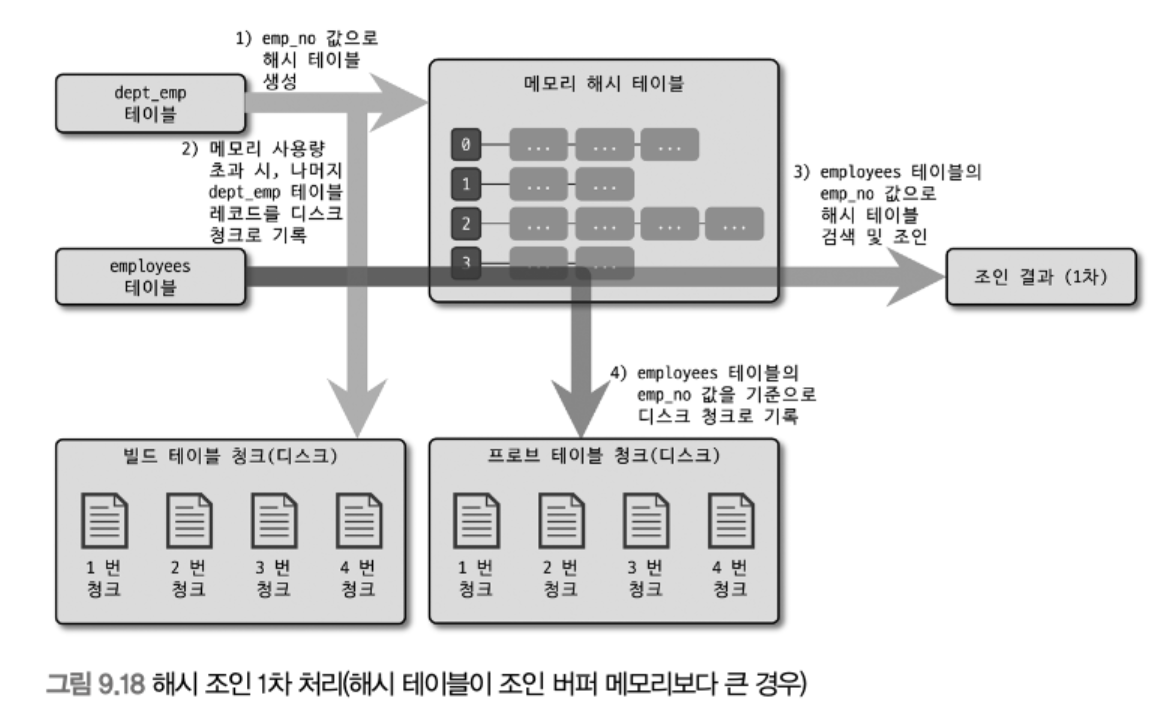 1) emp_no 값으로
해시 테이블
생성
dept_emp
테이블
메모리 해시 테이블
0
...
...
...
1
...
...
2
...
...
...
...
3
...
...
2) 메모리 사용량
초과 시, 나머지
dept_emp 테이블
레코드를 디스크
청크로 기록
employees
테이블
3) employees 테이블의
emp_no 값으로
해시 테이블
검색 및 조인
조인 결과 (1차)
4) employees 테이블의
emp_no 값을 기준으로
디스크 청크로 기록
빌드 테이블 청크(디스크)
1 번
청크
2 번
청크
3 번
청크
4 번
청크
프로브 테이블 청크(디스크)
1 번
청크
2 번
청크
3 번
청크
4 번
청크
그림 9.18 해시 조인 1차 처리(해시 테이블이 조인 버퍼 메모리보다 큰 경우)